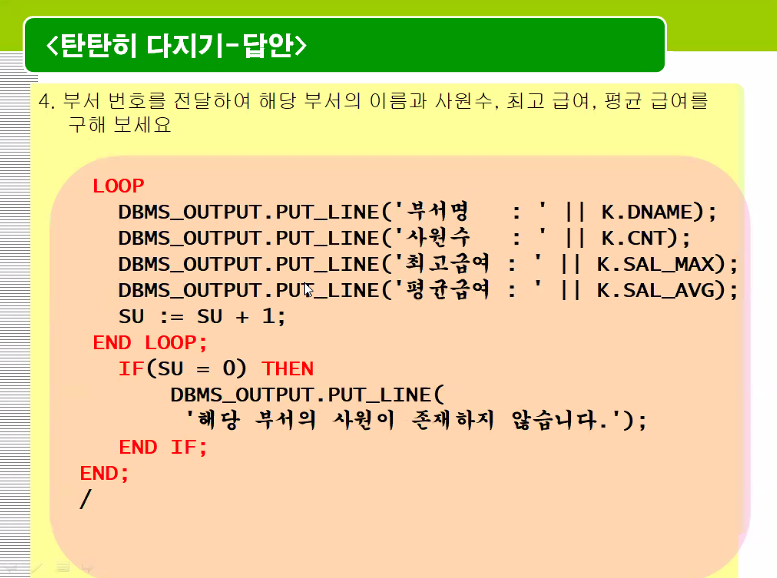 <탄탄히 다지기-답안>
4. 부서 번호를 전달하여 해당 부서의 이름과 사원수, 최고 급여, 평균 급여를
구해 보세요
LOOP
DBMS_OUTPUT.PUT_LINE('부서명   : ' || K.DNAME);
DBMS_OUTPUT.PUT_LINE('사원수   : ' || K.CNT);
DBMS_OUTPUT.PUT_LINE('최고급여 : ' || K.SAL_MAX);
DBMS_OUTPUT.PUT_LINE('평균급여 : ' || K.SAL_AVG);
SU := SU + 1;
END LOOP;
IF(SU = 0) THEN
DBMS_OUTPUT.PUT_LINE(
'해당 부서의 사원이 존재하지 않습니다.');
END IF;
END;
/